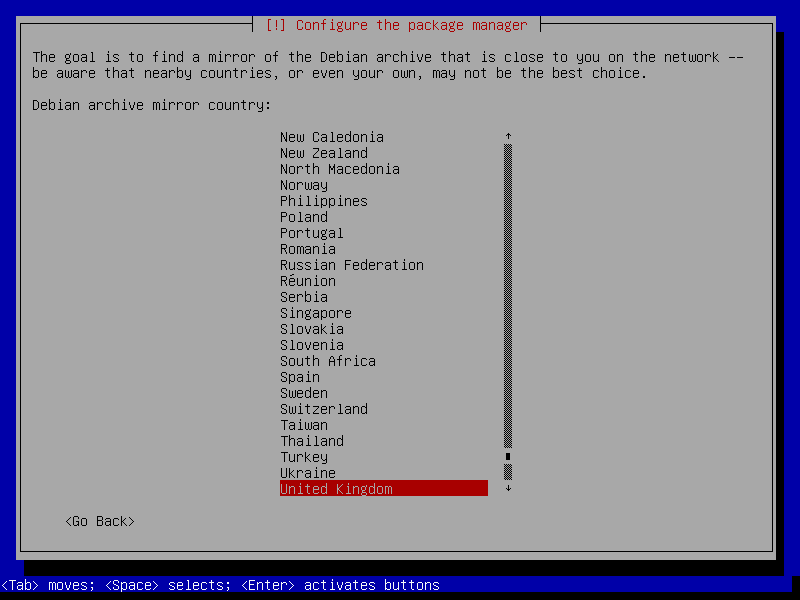 [!] Configure the package manager
The goal is to find a mirror of the Debian archive that is close to you on the network --
be aware that nearby countries, or even your own, may not be the best choice.
Debian archive mirror country:
New Caledonia
New Zealand
North Macedonia
Norway
Philippines
Poland
Portugal
Romania
Russian Federation
Réunion
Serbia
Singapore
Slovakia
Slovenia
South Africa
Spain
Sweden
Switzerland
Taiwan
Thailand
Turkey
Ukraine
United Kingdom
<Go Back>
<Tab> moves; <Space> selects; <Enter> activates buttons